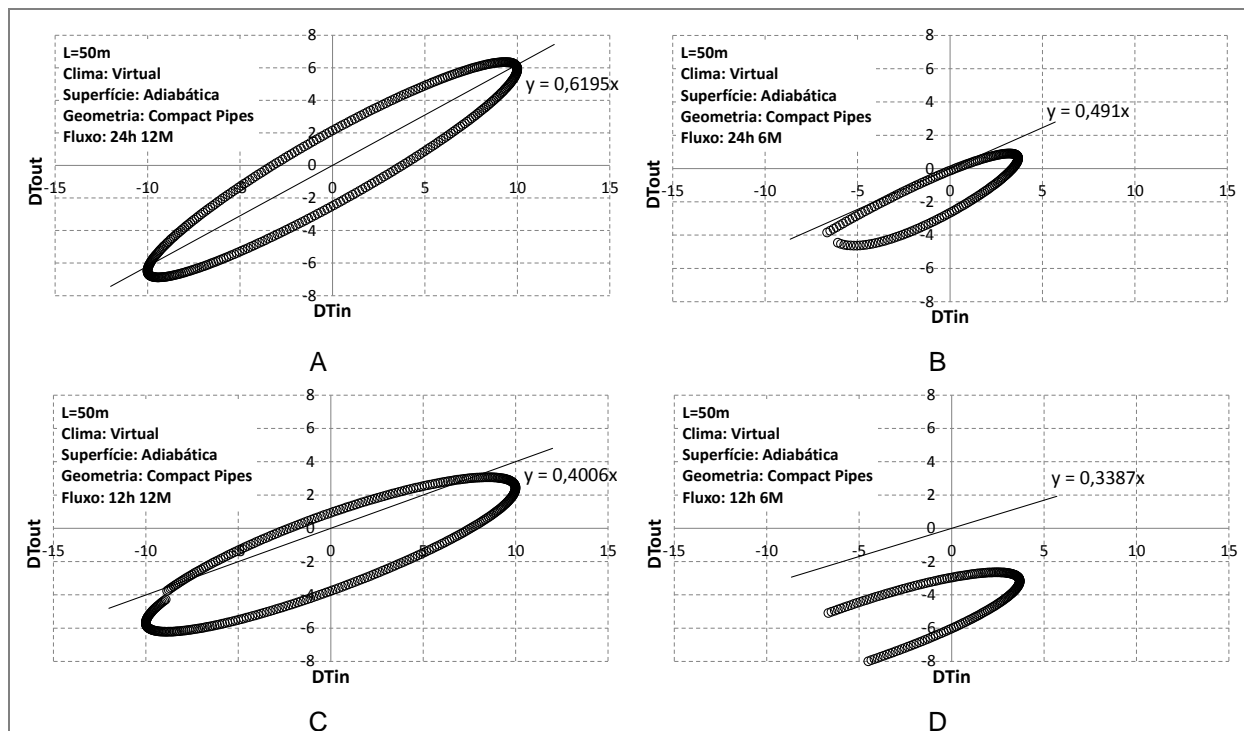 L=50m
Clima: Virtual
Superfície: Adiabática
Geometria: Compact Pipes
Fluxo: 24h 12M
y = 0,6195x
8
6
4
2
0
-2
-4
-6
-8
-15
-10
-5
0
5
10
15
DTout
DTin
A
L=50m
Clima: Virtual
Superfície: Adiabática
Geometria: Compact Pipes
Fluxo: 24h 6M
y = 0,491x
8
6
4
2
0
-2
-4
-6
-8
-15
-10
-5
0
5
10
15
DTout
DTin
B
L=50m
Clima: Virtual
Superfície: Adiabática
Geometria: Compact Pipes
Fluxo: 12h 12M
y = 0,4006x
8
6
4
2
0
-2
-4
-6
-8
-15
-10
-5
0
5
10
15
DTout
DTin
C
L=50m
Clima: Virtual
Superfície: Adiabática
Geometria: Compact Pipes
Fluxo: 12h 6M
y = 0,3387x
8
6
4
2
0
-2
-4
-6
-8
-15
-10
-5
0
5
10
15
DTout
DTin
D